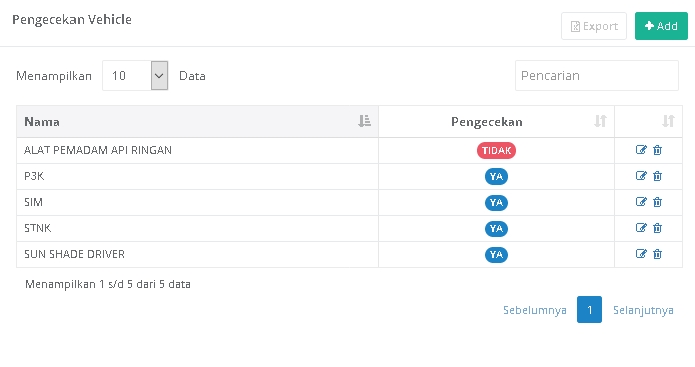 Pengecekan Vehicle
Export
Add
Menampilkan 10 Data
Pencarian
Nama Pengecekan
ALAT PEMADAM API RINGAN TIDAK
P3K YA
SIM YA
STNK YA
SUN SHADE DRIVER YA
Menampilkan 1 s/d 5 dari 5 data
Sebelumnya 1 Selanjutnya